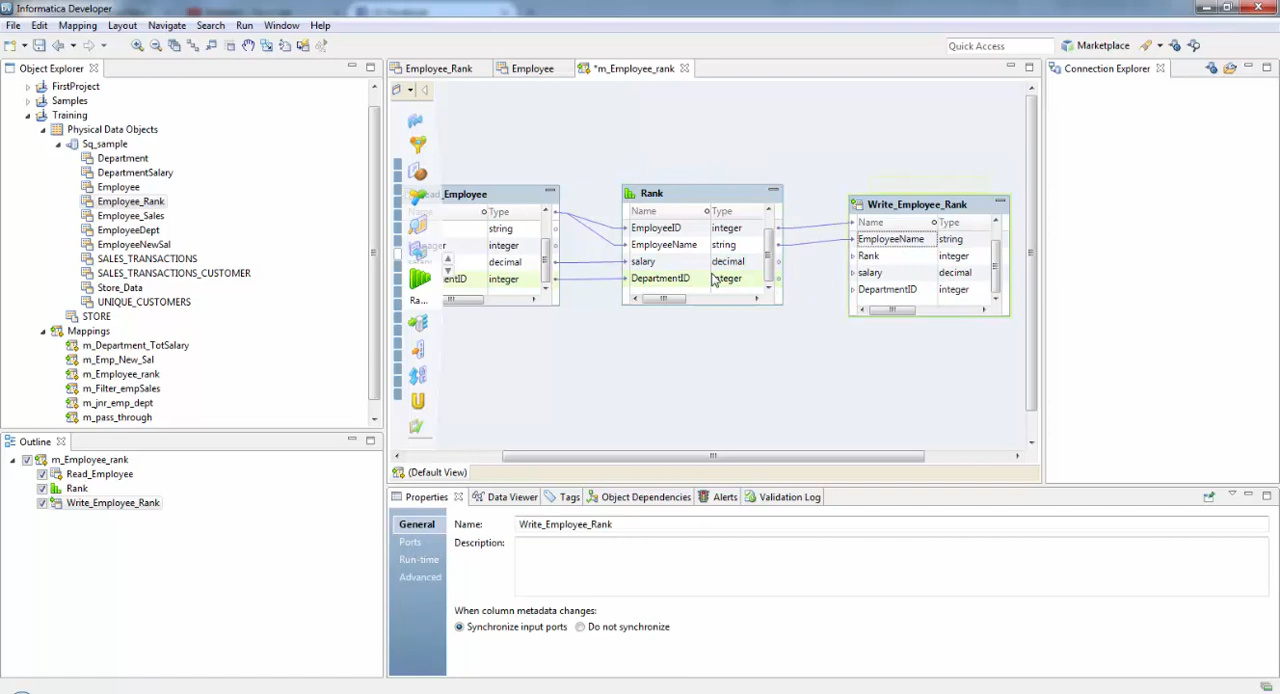 Informatica Developer
File Edit Mapping Layout Navigate Search Run Window Help
Quick Access
Marketplace
Object Explorer
FirstProject
Samples
Training
Physical Data Objects
Sq_sample
Department
DepartmentSalary
Employee
Employee_Rank
Employee_Sales
EmployeeDept
EmployeeNewSal
SALES_TRANSACTIONS
SALES_TRANSACTIONS_CUSTOMER
Store_Data
UNIQUE_CUSTOMERS
STORE
Mappings
m_Department_TotSalary
m_Emp_New_Sal
m_Employee_rank
m_Filter_empSales
m_jnr_emp_dept
m_pass_through
Outline
m_Employee_rank
Read_Employee
Rank
Write_Employee_Rank
Employee_Rank Employee *m_Employee_rank
ad_Employee
Type
string
integer
decimal
entID integer
Ra...
Rank
Name Type
EmployeeID integer
EmployeeName string
salary decimal
DepartmentID integer
Write_Employee_Rank
Name Type
EmployeeName string
Rank integer
salary decimal
DepartmentID integer
(Default View)
Connection Explorer
Properties Data Viewer Tags Object Dependencies Alerts Validation Log
General
Ports
Run-time
Advanced
Name: Write_Employee_Rank
Description:
When column metadata changes:
Synchronize input ports Do not synchronize